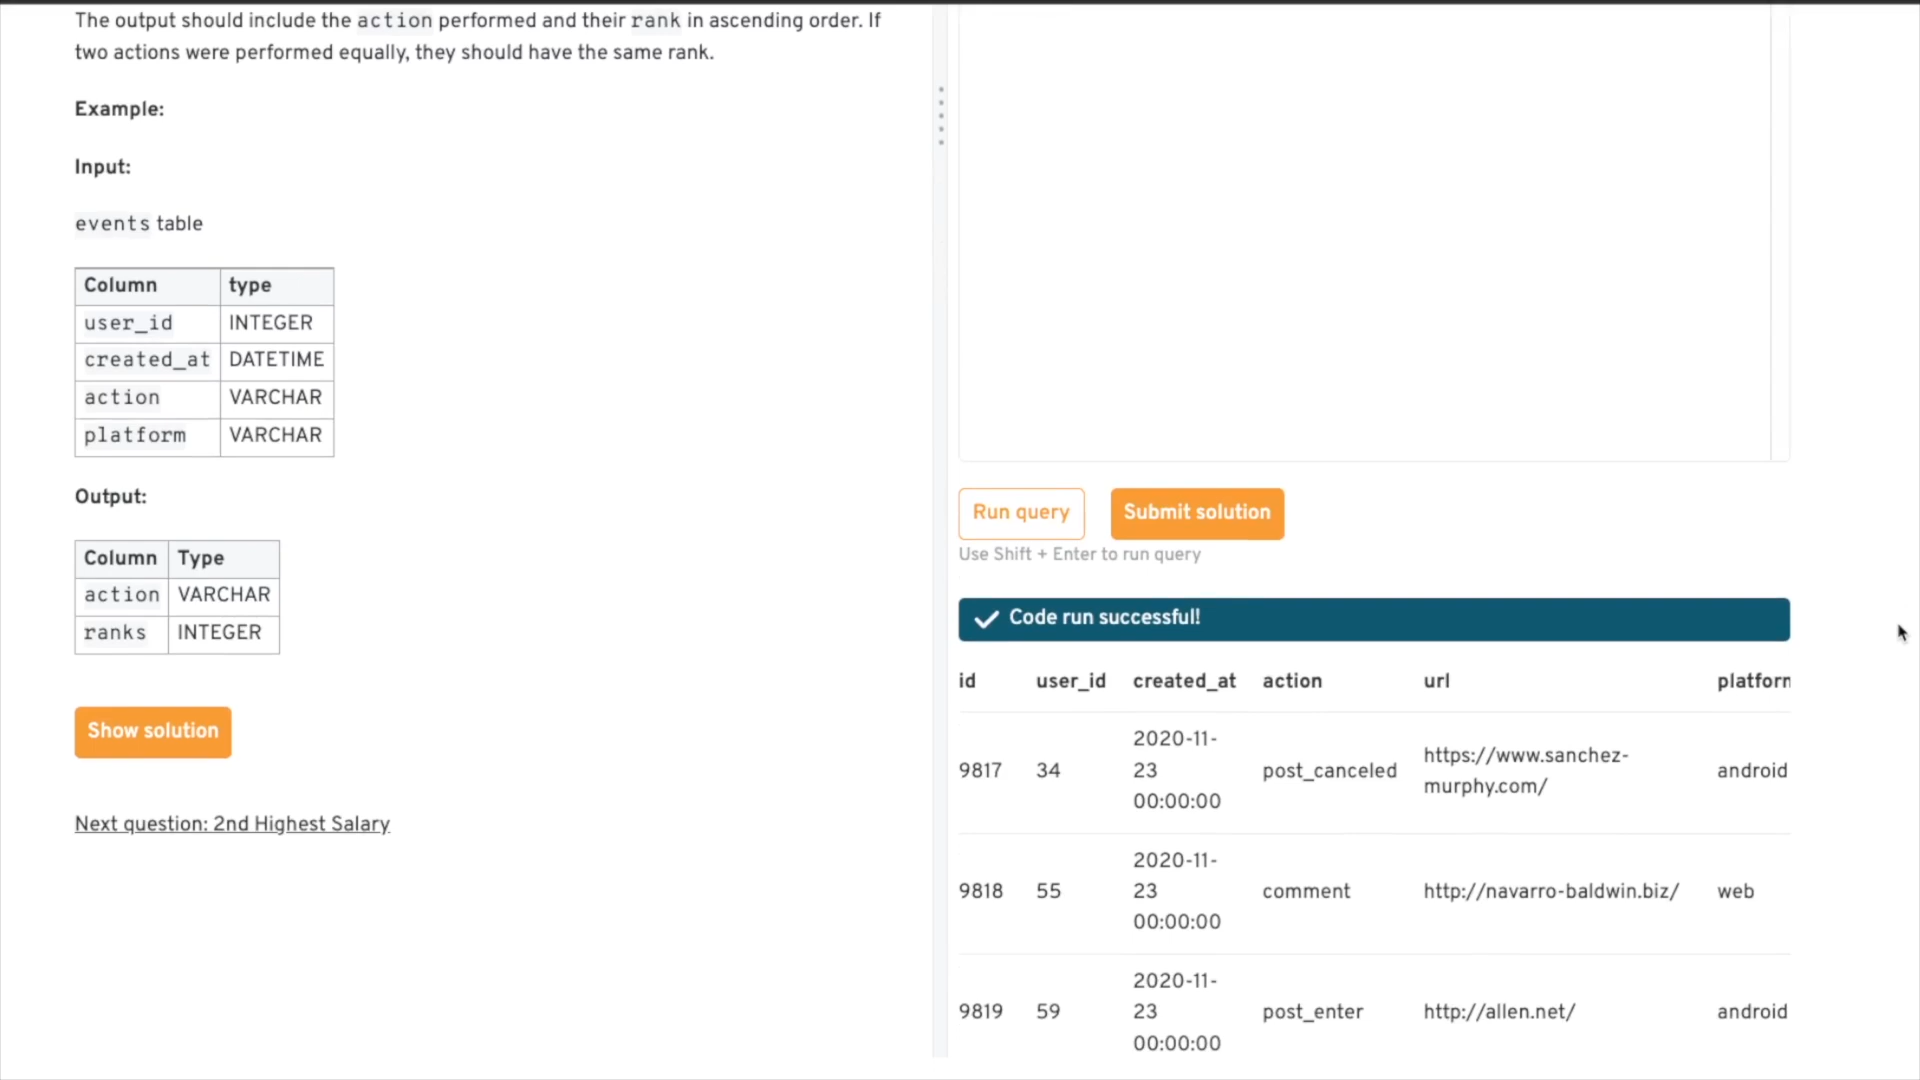 The output should include the action performed and their rank in ascending order. If
two actions were performed equally, they should have the same rank.
Example:
Input:
events table
Column type
user_id INTEGER
created_at DATETIME
action VARCHAR
platform VARCHAR
Output:
Column Type
action VARCHAR
ranks INTEGER
Show solution
Next question: 2nd Highest Salary
Run query Submit solution
Use Shift + Enter to run query
Code run successful!
id user_id created_at action url platform
9817 34 2020-11-
23
00:00:00 post_canceled https://www.sanchez-
murphy.com/ android
9818 55 2020-11-
23
00:00:00 comment http://navarro-baldwin.biz/ web
9819 59 2020-11-
23
00:00:00 post_enter http://allen.net/ android